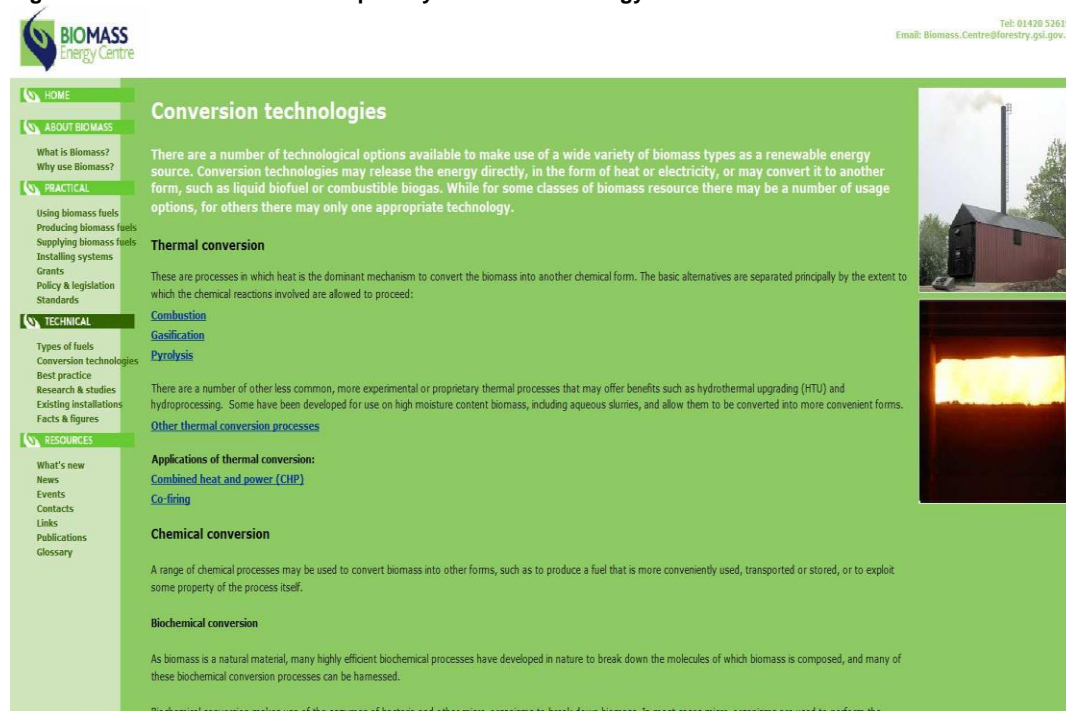 BIOMASS
Energy Centre
Tel: 01420 5261
Email: Biomass.Centre@forestry.gsi.gov.
HOME
ABOUT BIOMASS
What is Biomass?
Why use Biomass?
PRACTICAL
Using biomass fuels
Producing biomass fuels
Supplying biomass fuels
Installing systems
Grants
Policy & legislation
Standards
TECHNICAL
Types of fuels
Conversion technologies
Best practice
Research & studies
Existing installations
Facts & figures
RESOURCES
What's new
News
Events
Contacts
Links
Publications
Glossary
Conversion technologies
There are a number of technological options available to make use of a wide variety of biomass types as a renewable energy
source. Conversion technologies may release the energy directly, in the form of heat or electricity, or may convert it to another
form, such as liquid biofuel or combustible biogas. While for some classes of biomass resource there may be a number of usage
options, for others there may only one appropriate technology.
Thermal conversion
These are processes in which heat is the dominant mechanism to convert the biomass into another chemical form. The basic alternatives are separated principally by the extent to
which the chemical reactions involved are allowed to proceed:
Combustion
Gasification
Pyrolysis
There are a number of other less common, more experimental or proprietary thermal processes that may offer benefits such as hydrothermal upgrading (HTU) and
hydroprocessing. Some have been developed for use on high moisture content biomass, including aqueous slurries, and allow them to be converted into more convenient forms.
Other thermal conversion processes
Applications of thermal conversion:
Combined heat and power (CHP)
Co-firing
Chemical conversion
A range of chemical processes may be used to convert biomass into other forms, such as to produce a fuel that is more conveniently used, transported or stored, or to exploit
some property of the process itself.
Biochemical conversion
As biomass is a natural material, many highly efficient biochemical processes have developed in nature to break down the molecules of which biomass is composed, and many of
these biochemical conversion processes can be harnessed.